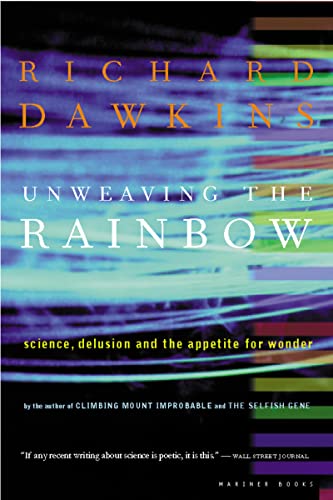 RICHARD
DAWKINS
UNWEAVING THE
RAINBOW
science, delusion and the appetite for wonder
by the author of CLIMBING MOUNT IMPROBABLE and THE SELFISH GENE
"If any recent writing about science is poetic, it is this." — WALL STREET JOURNAL
MARINER BOOKS